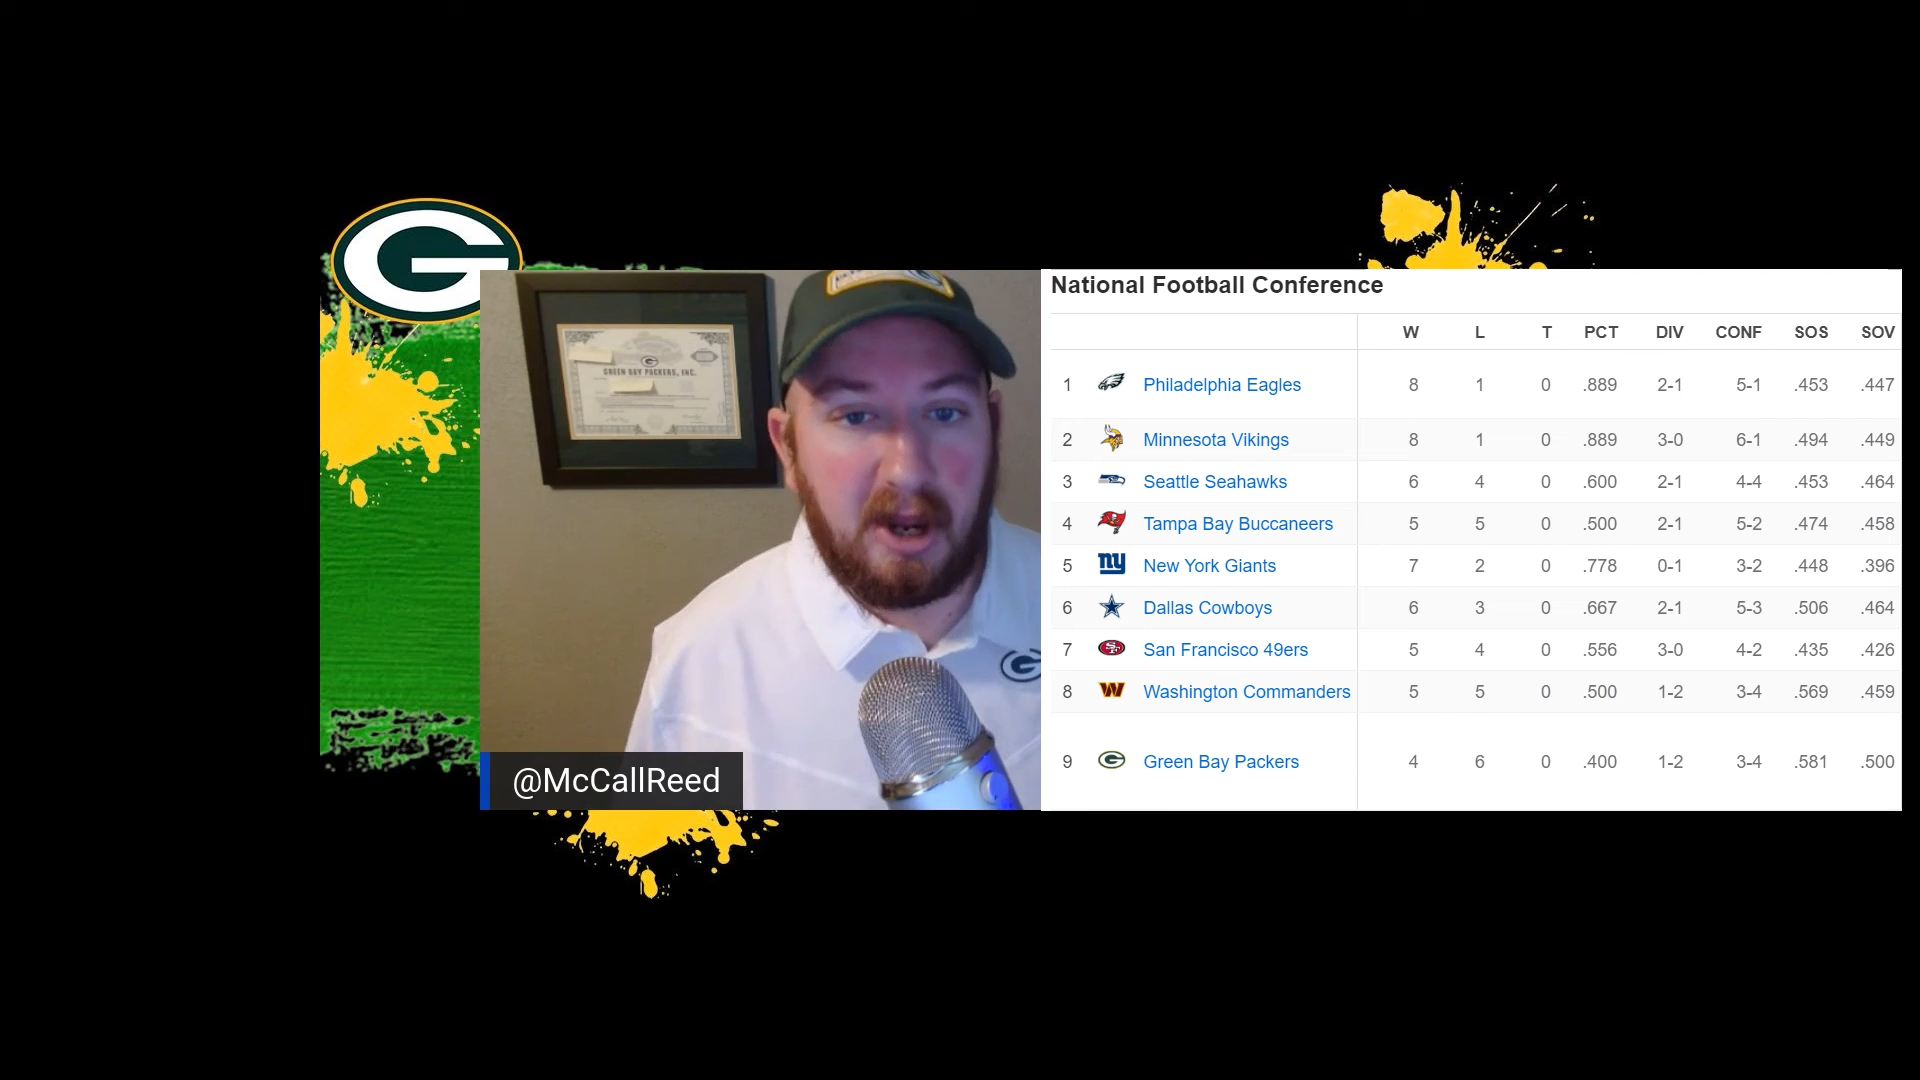 GREEN BAY PACKERS, INC.
@McCallReed
National Football Conference
W L T PCT DIV CONF SOS SOV
1 Philadelphia Eagles 8 1 0 .889 2-1 5-1 .453 .447
2 Minnesota Vikings 8 1 0 .889 3-0 6-1 .494 .449
3 Seattle Seahawks 6 4 0 .600 2-1 4-4 .453 .464
4 Tampa Bay Buccaneers 5 5 0 .500 2-1 5-2 .474 .458
5 ny New York Giants 7 2 0 .778 0-1 3-2 .448 .396
6 Dallas Cowboys 6 3 0 .667 2-1 5-3 .506 .464
7 SF San Francisco 49ers 5 4 0 .556 3-0 4-2 .435 .426
8 W Washington Commanders 5 5 0 .500 1-2 3-4 .569 .459
9 G Green Bay Packers 4 6 0 .400 1-2 3-4 .581 .500